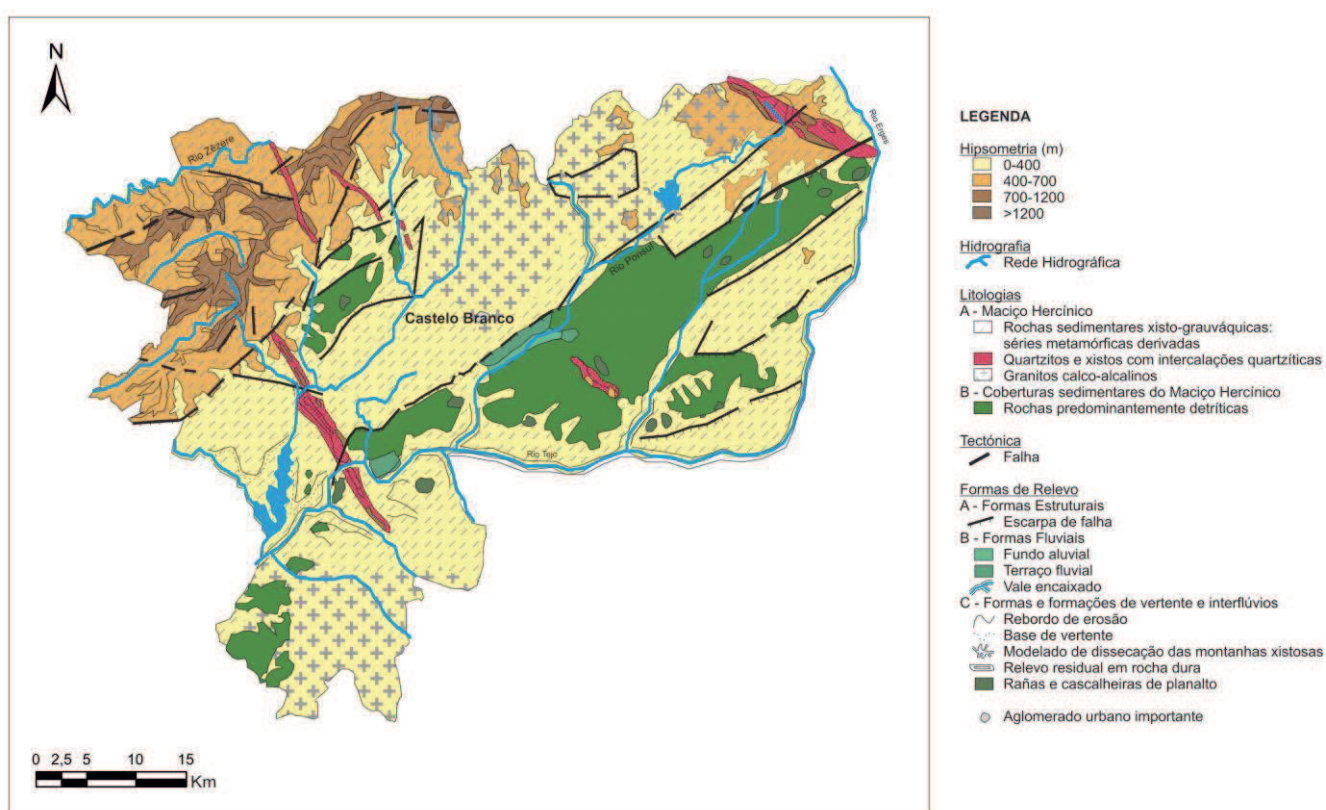 N
Rio Zêzere
Rio Erges
Rio Ponsul
Castelo Branco
Rio Tejo
0 2,5 5 10 15
Km
LEGENDA
Hipsometria (m)
0-400
400-700
700-1200
>1200
Hidrografia
Rede Hidrográfica
Litologias
A - Maciço Hercínico
Rochas sedimentares xisto-grauváquicas:
séries metamórficas derivadas
Quartzitos e xistos com intercalações quartzíticas
Granitos calco-alcalinos
B - Coberturas sedimentares do Maciço Hercínico
Rochas predominantemente detríticas
Tectónica
Falha
Formas de Relevo
A - Formas Estruturais
Escarpa de falha
B - Formas Fluviais
Fundo aluvial
Terraço fluvial
Vale encaixado
C - Formas e formações de vertente e interflúvios
Rebordo de erosão
Base de vertente
Modelado de dissecação das montanhas xistosas
Relevo residual em rocha dura
Rañas e cascalheiras de planalto
Aglomerado urbano importante